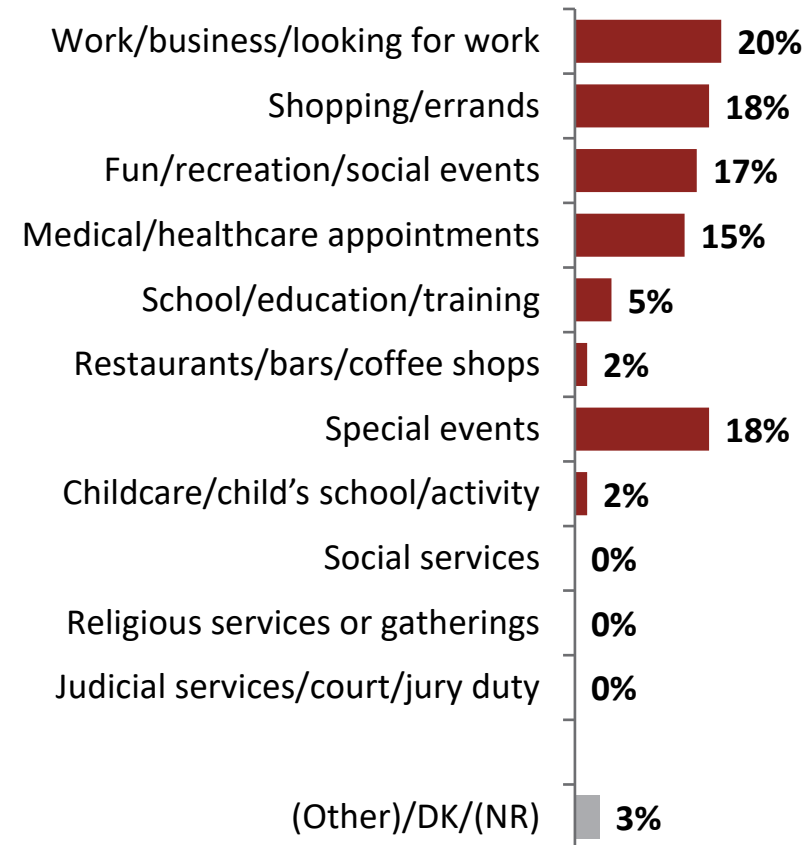 Work/business/looking for work 20%
Shopping/errands 18%
Fun/recreation/social events 17%
Medical/healthcare appointments 15%
School/education/training 5%
Restaurants/bars/coffee shops 2%
Special events 18%
Childcare/child’s school/activity 2%
Social services 0%
Religious services or gatherings 0%
Judicial services/court/jury duty 0%
(Other)/DK/(NR) 3%